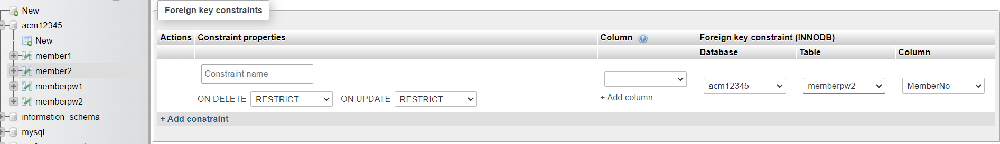 New
acm12345
New
member1
member2
memberpw1
memberpw2
information_schema
mysql
Foreign key constraints
Actions Constraint properties Column Foreign key constraint (INNODB)
Database Table Column
Constraint name
acm12345 memberpw2 MemberNo
ON DELETE RESTRICT ON UPDATE RESTRICT + Add column
+ Add constraint